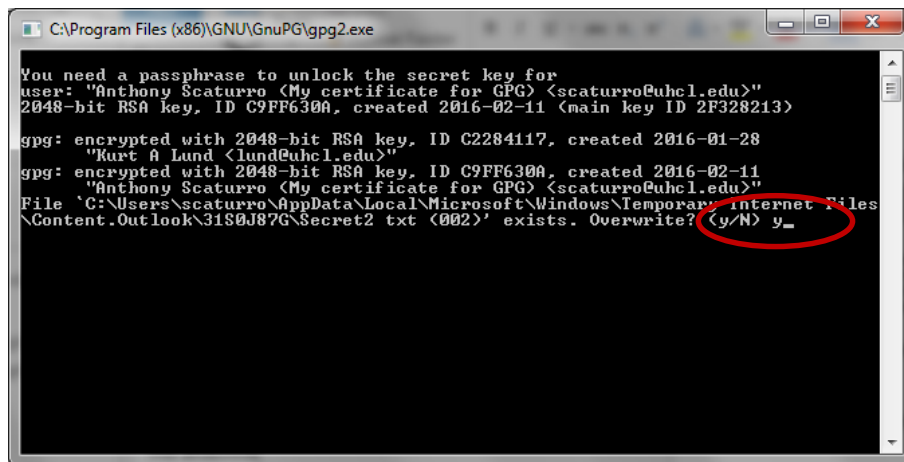 C:\Program Files (x86)\GNU\GnuPG\gpg2.exe
You need a passphrase to unlock the secret key for
user: "Anthony Scaturro (My certificate for GPG) <scaturro@uhcl.edu>"
2048-bit RSA key, ID C9FF630A, created 2016-02-11 (main key ID 2F328213)
gpg: encrypted with 2048-bit RSA key, ID C2284117, created 2016-01-28
"Kurt A Lund <lund@uhcl.edu>"
gpg: encrypted with 2048-bit RSA key, ID C9FF630A, created 2016-02-11
"Anthony Scaturro (My certificate for GPG) <scaturro@uhcl.edu>"
File `C:\Users\scaturro\AppData\Local\Microsoft\Windows\Temporary Internet Files
\Content.Outlook\31S0J87G\Secret2 txt (002)' exists. Overwrite? (y/N) y_